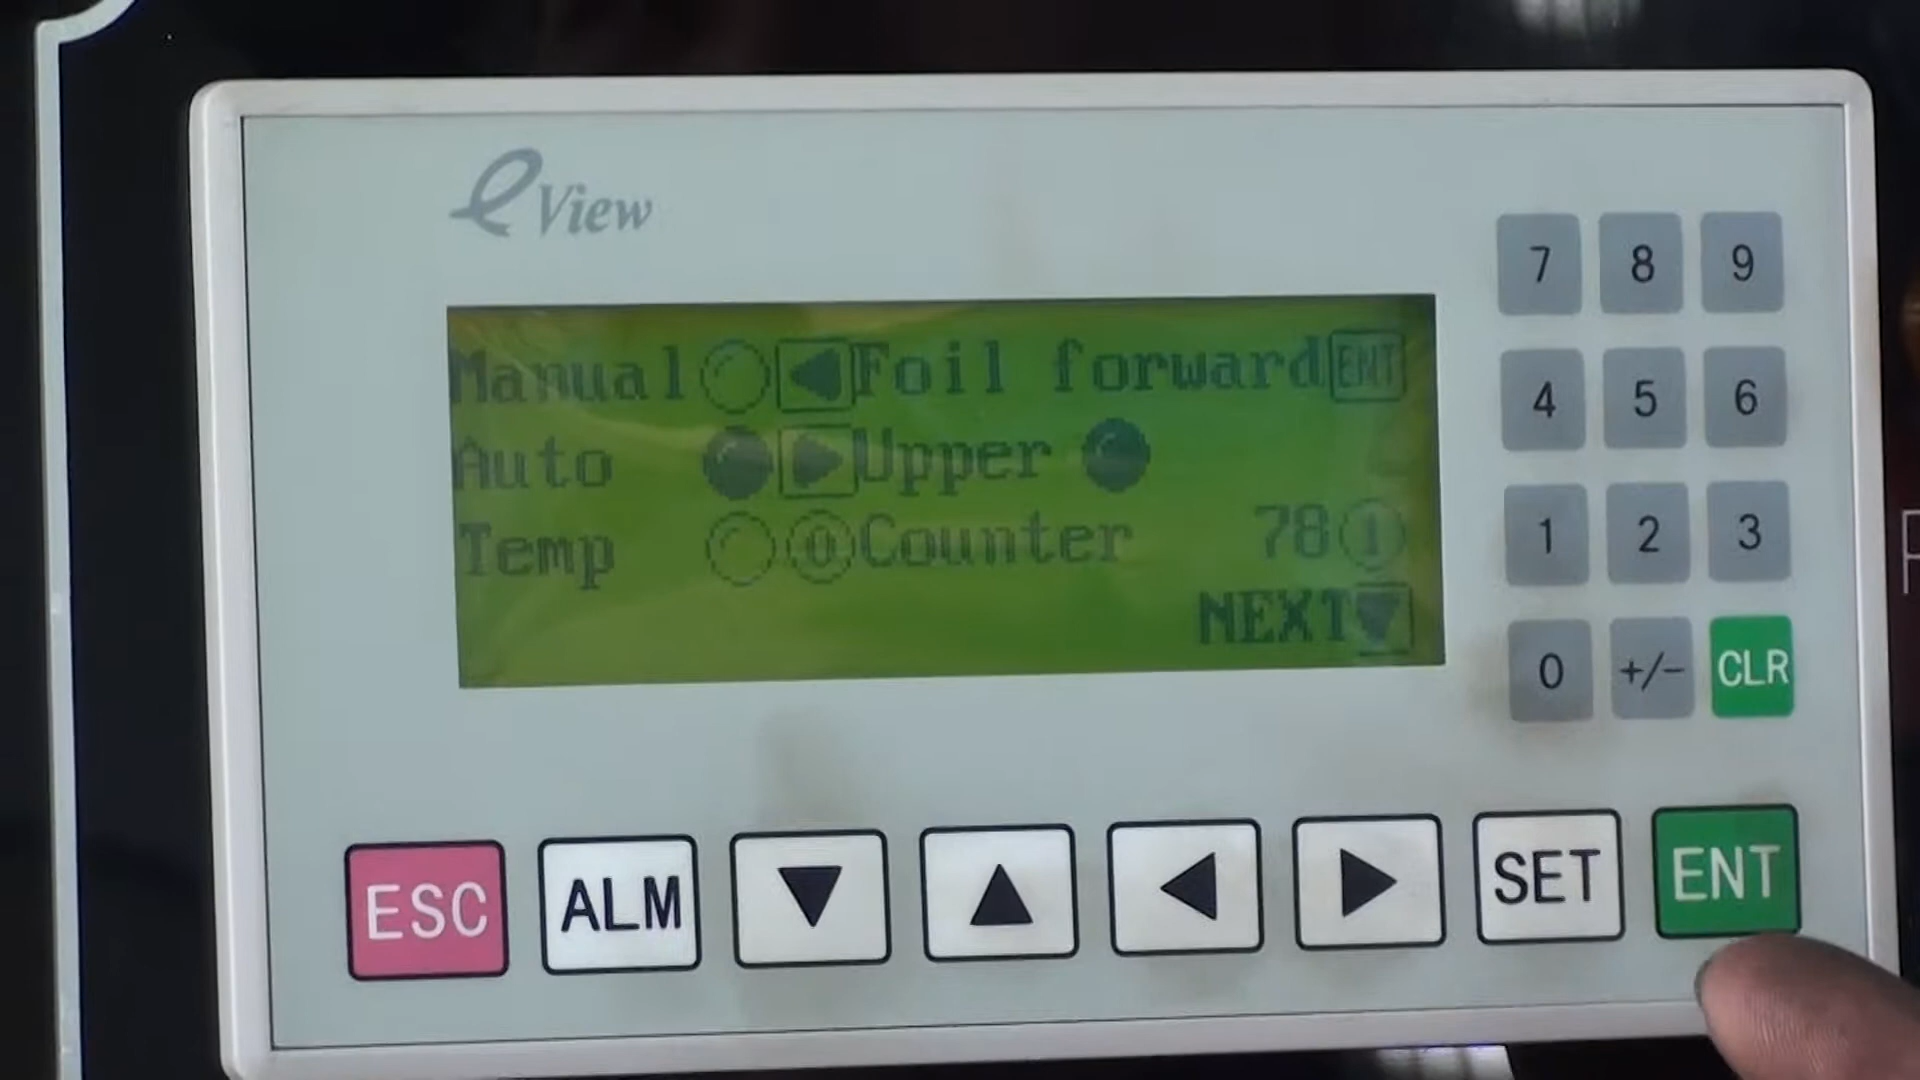 eView
7 8 9
Manual ◀ Foil forward ENT
4 5 6
Auto ▶ Upper
Temp 0 Counter 78 1
1 2 3
NEXT ▼
0 +/- CLR
ESC ALM ▼ ▲ ◀ ▶ SET ENT